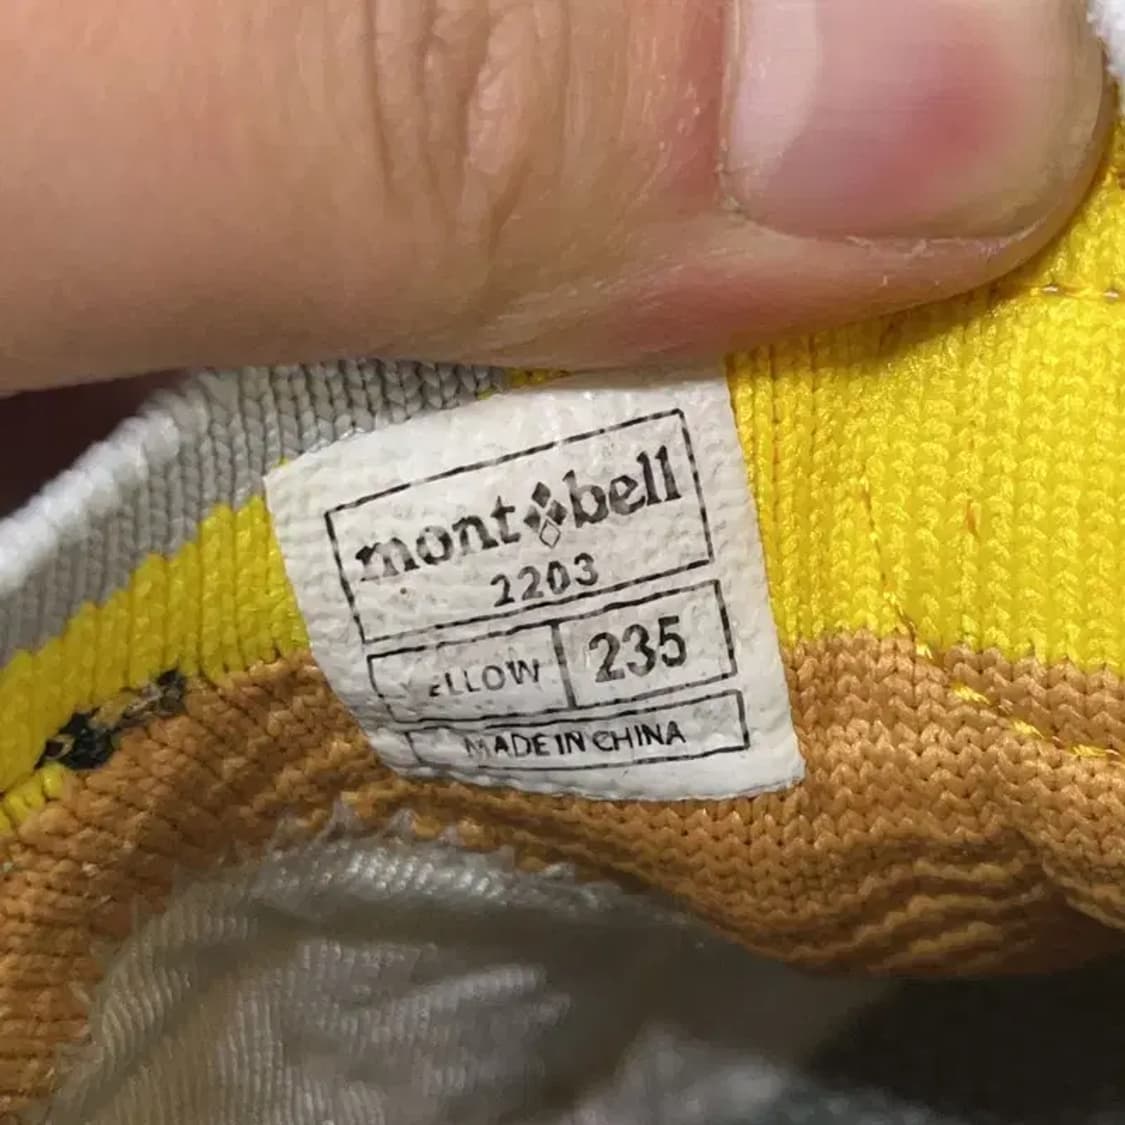 mont bell
2203
ELLOW 235
MADE IN CHINA